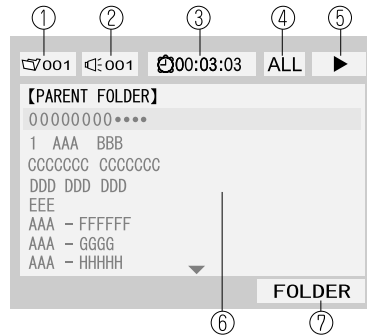 ① ② ③ ④ ⑤
001 001 00:03:03 ALL
【PARENT FOLDER】
00000000••••
1 AAA BBB
CCCCCCC CCCCCCC
DDD DDD DDD
EEE
AAA – FFFFFF
AAA – GGGG
AAA – HHHHH
FOLDER
⑥ ⑦